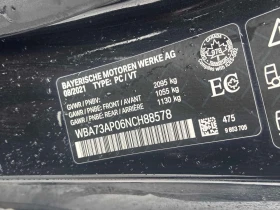 BAYERISCHE MOTOREN WERKE AG
08/2021 TYPE: PC / VT
GVWR / PNBV: 2095 kg
GAWR / PNBE: FRONT / AVANT 1055 kg
GAWR / PNBE: REAR / ARRIÈRE 1130 kg
WBA73AP06NCH88578
475